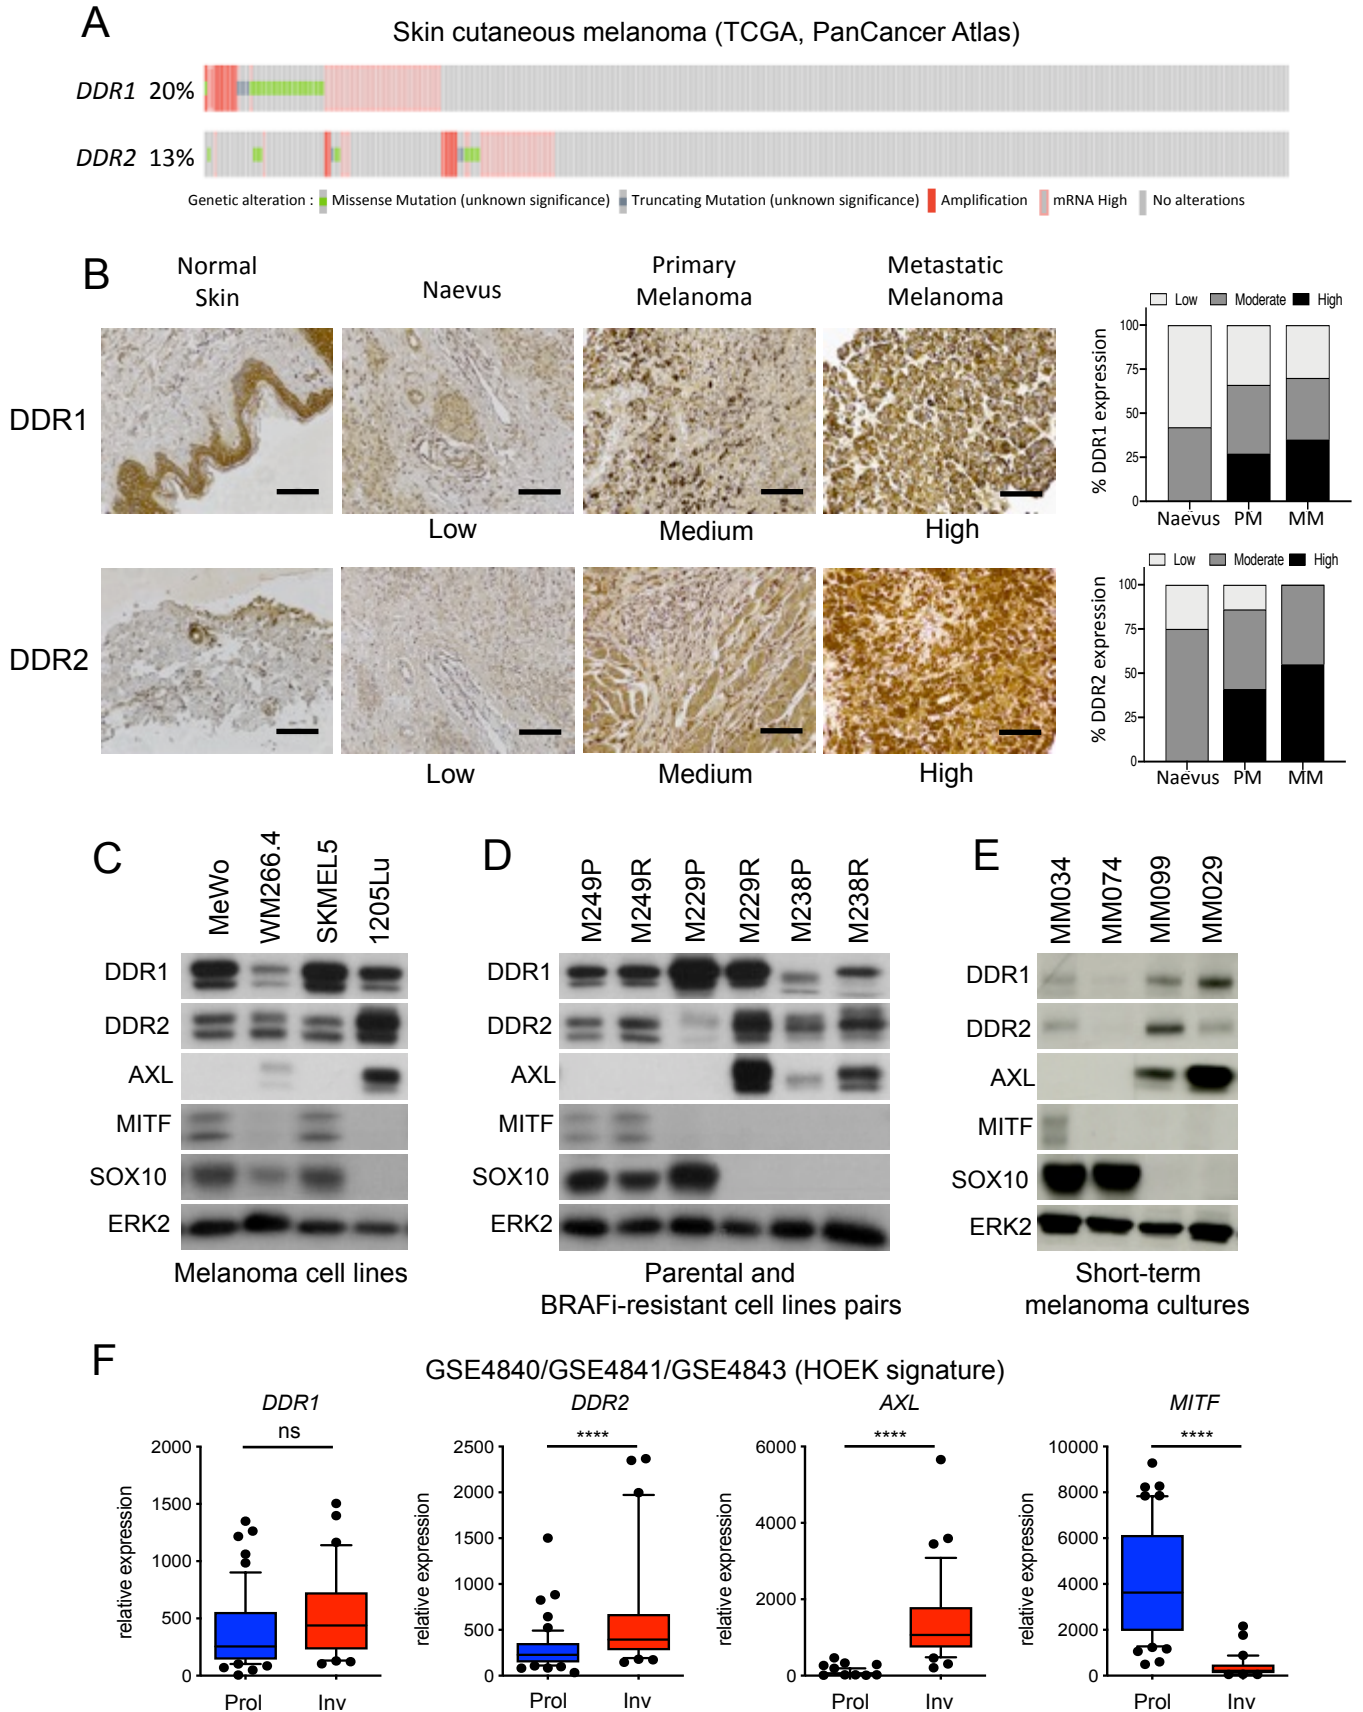 A
Skin cutaneous melanoma (TCGA, PanCancer Atlas)
DDR1 20%
DDR2 13%
Genetic alteration : Missense Mutation (unknown significance) Truncating Mutation (unknown significance) Amplification mRNA High No alterations
B
Normal Skin
Naevus
Primary Melanoma
Metastatic Melanoma
DDR1
Low
Medium
High
Low Moderate High
% DDR1 expression
100
75
50
25
0
Naevus PM MM
DDR2
Low
Medium
High
Low Moderate High
% DDR2 expression
100
75
50
25
0
Naevus PM MM
C
MeWo
WM266.4
SKMEL5
1205Lu
DDR1
DDR2
AXL
MITF
SOX10
ERK2
Melanoma cell lines
D
M249P
M249R
M229P
M229R
M238P
M238R
DDR1
DDR2
AXL
MITF
SOX10
ERK2
Parental and
BRAFi-resistant cell lines pairs
E
MM034
MM074
MM099
MM029
DDR1
DDR2
AXL
MITF
SOX10
ERK2
Short-term
melanoma cultures
F
GSE4840/GSE4841/GSE4843 (HOEK signature)
DDR1
ns
relative expression
2000
1500
1000
500
0
Prol Inv
DDR2
****
relative expression
2500
2000
1500
1000
500
0
Prol Inv
AXL
****
relative expression
6000
4000
2000
0
Prol Inv
MITF
****
relative expression
10000
8000
6000
4000
2000
0
Prol Inv